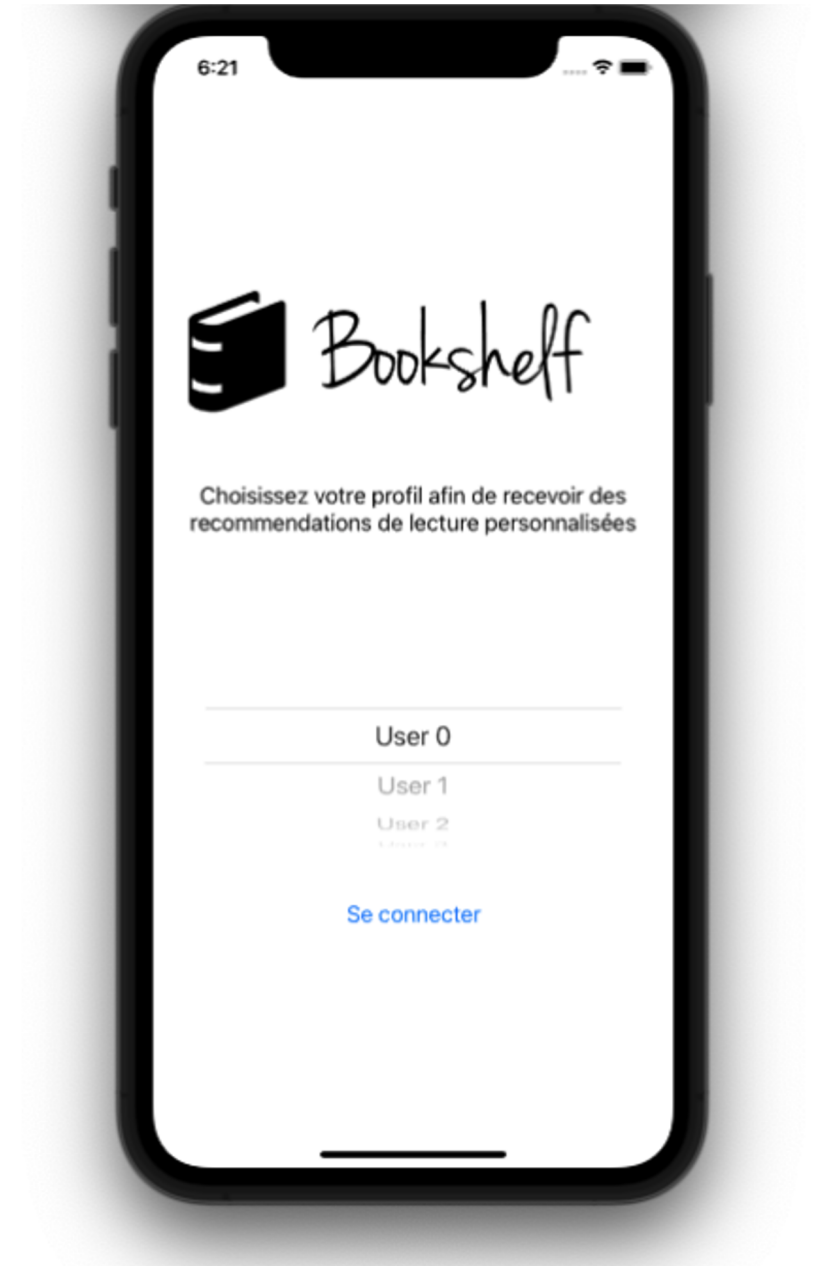 6:21
Bookshelf
Choisissez votre profil afin de recevoir des
recommendations de lecture personnalisées
User 0
User 1
User 2
Se connecter